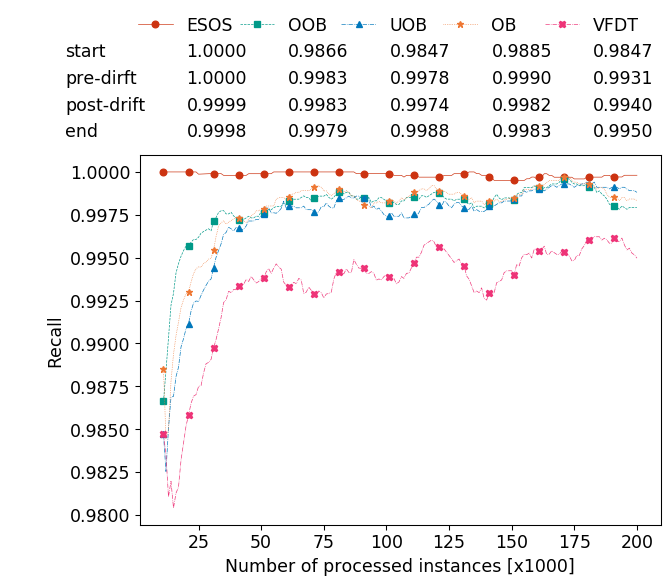 ESOS OOB UOB OB VFDT
start 1.0000 0.9866 0.9847 0.9885 0.9847
pre-dirft 1.0000 0.9983 0.9978 0.9990 0.9931
post-drift 0.9999 0.9983 0.9974 0.9982 0.9940
end 0.9998 0.9979 0.9988 0.9983 0.9950
1.0000
0.9975
0.9950
0.9925
0.9900
0.9875
0.9850
0.9825
0.9800
Recall
25 50 75 100 125 150 175 200
Number of processed instances [x1000]